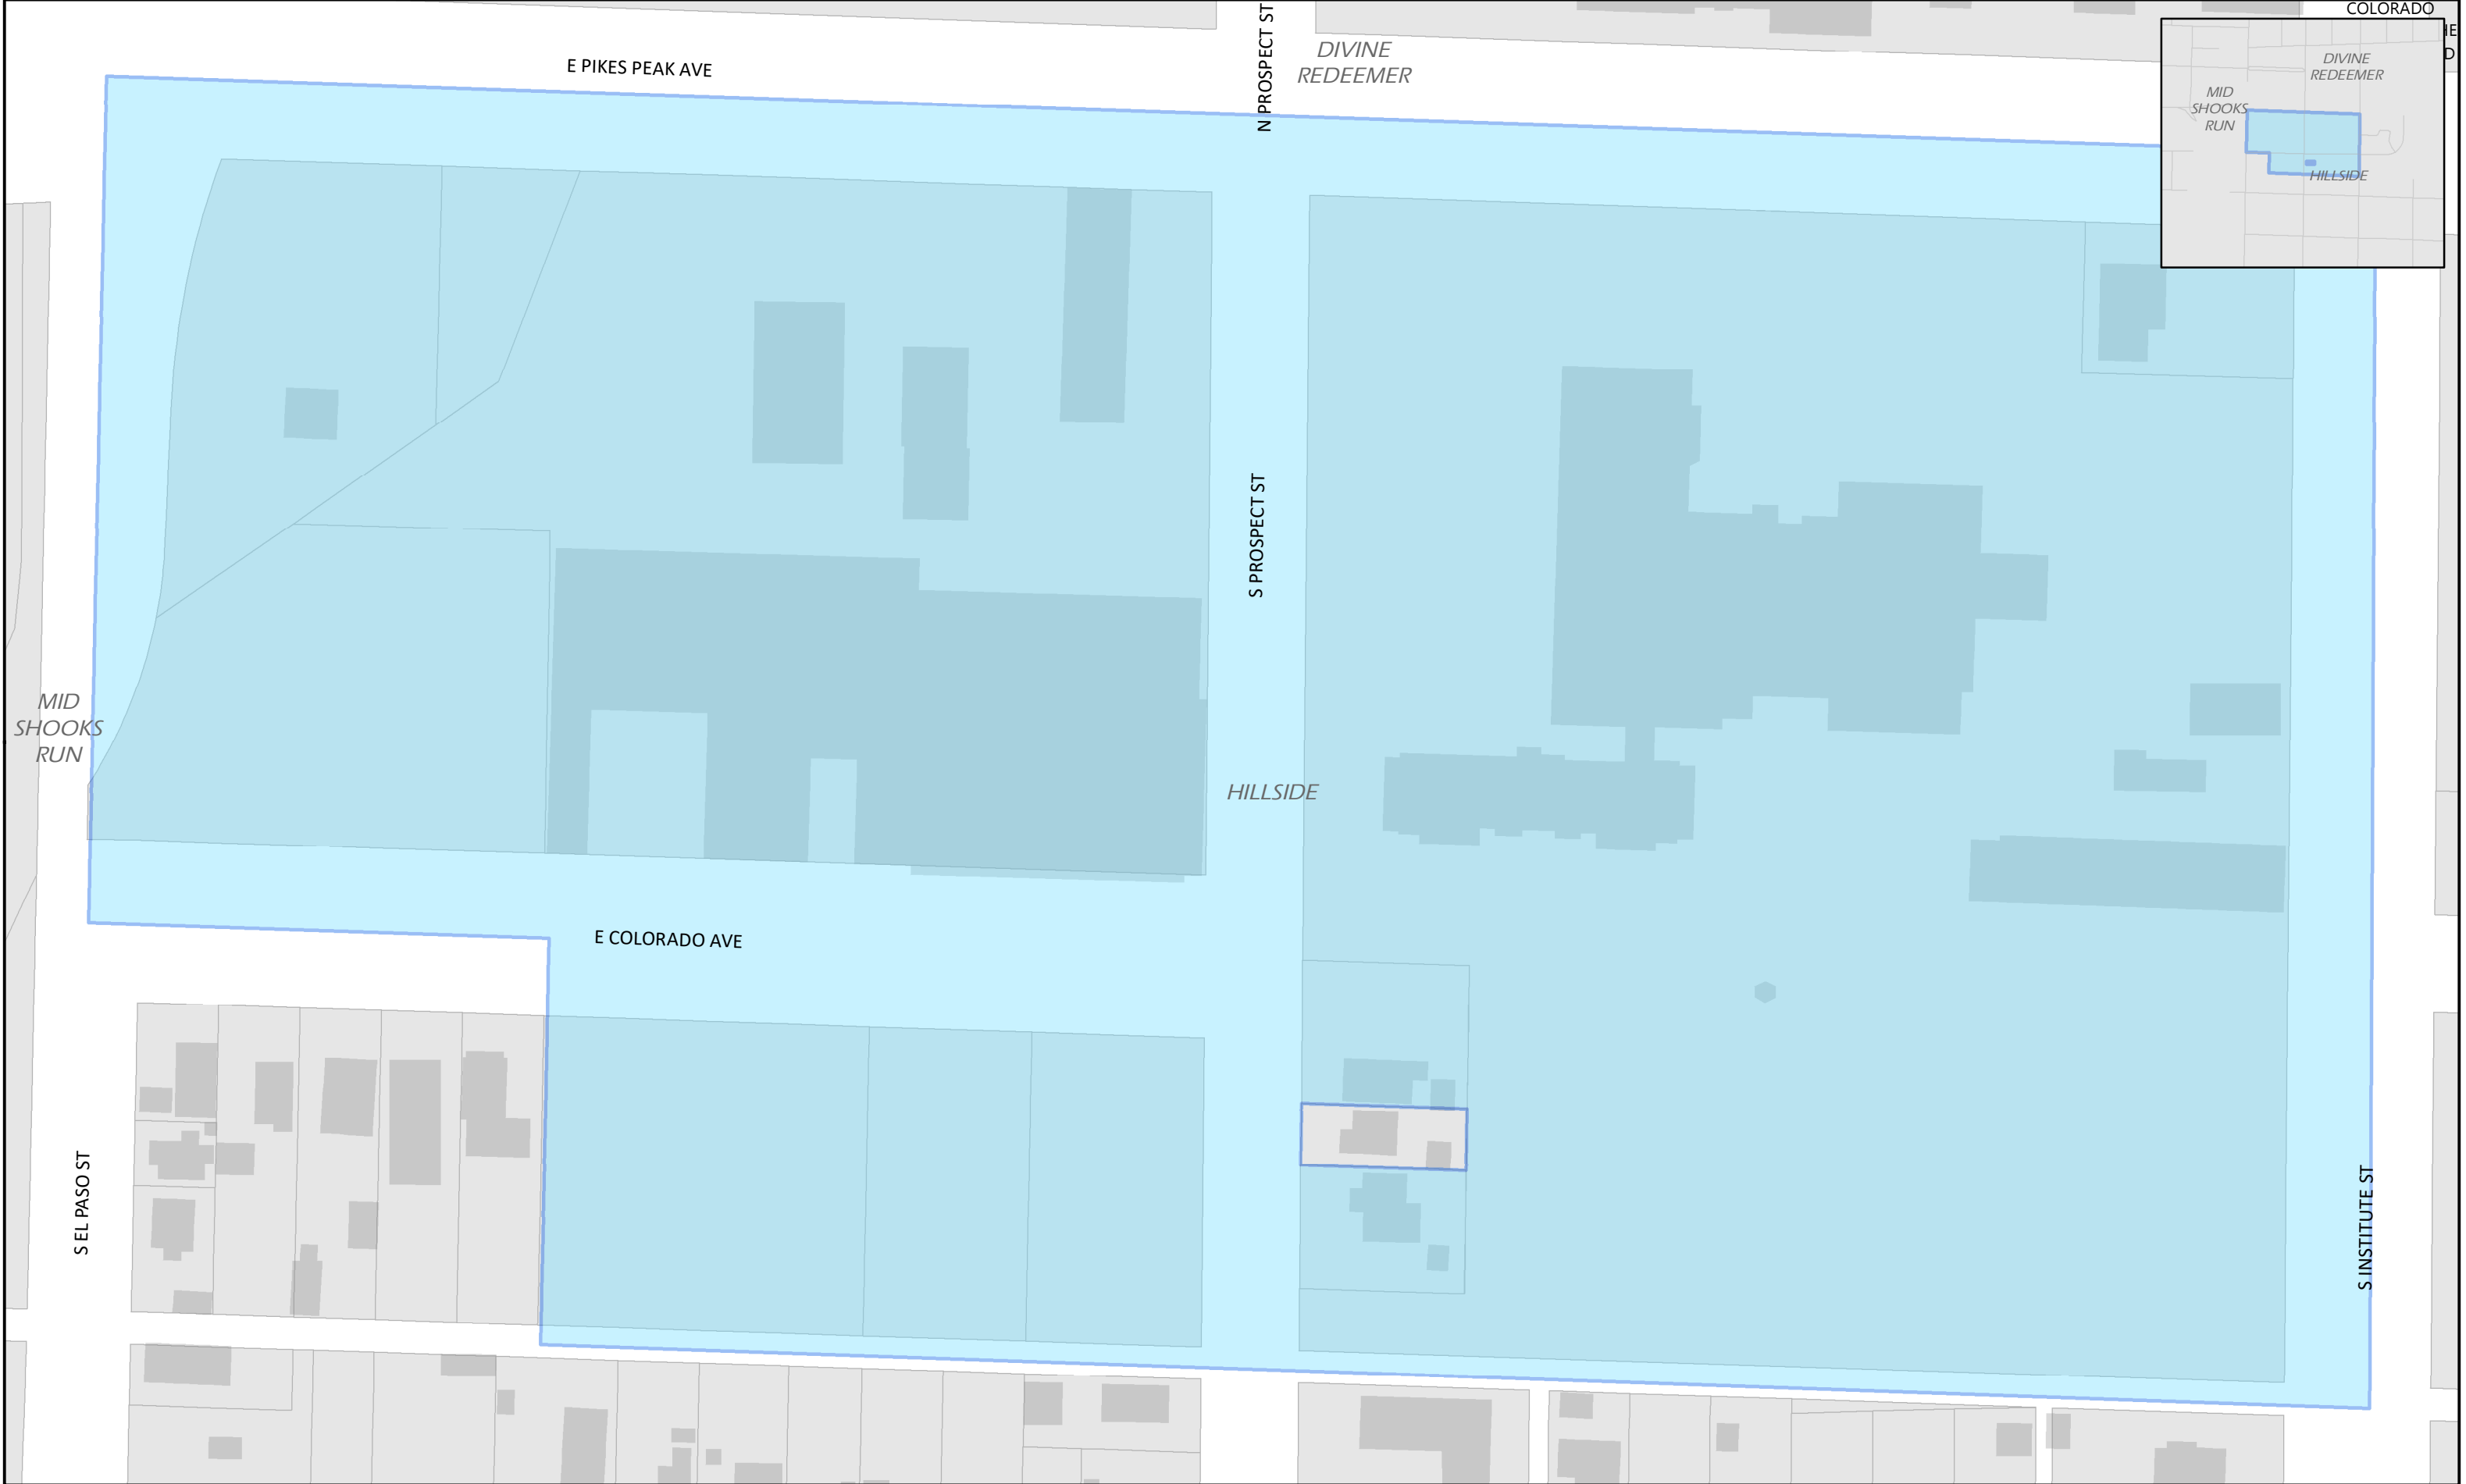 COLORADO
HE
D
N PROSPECT ST
DIVINE
REDEEMER
E PIKES PEAK AVE
DIVINE
REDEEMER
MID
SHOOKS
RUN
HILLSIDE
S PROSPECT ST
MID
SHOOKS
RUN
HILLSIDE
E COLORADO AVE
S EL PASO ST
S INSTITUTE ST